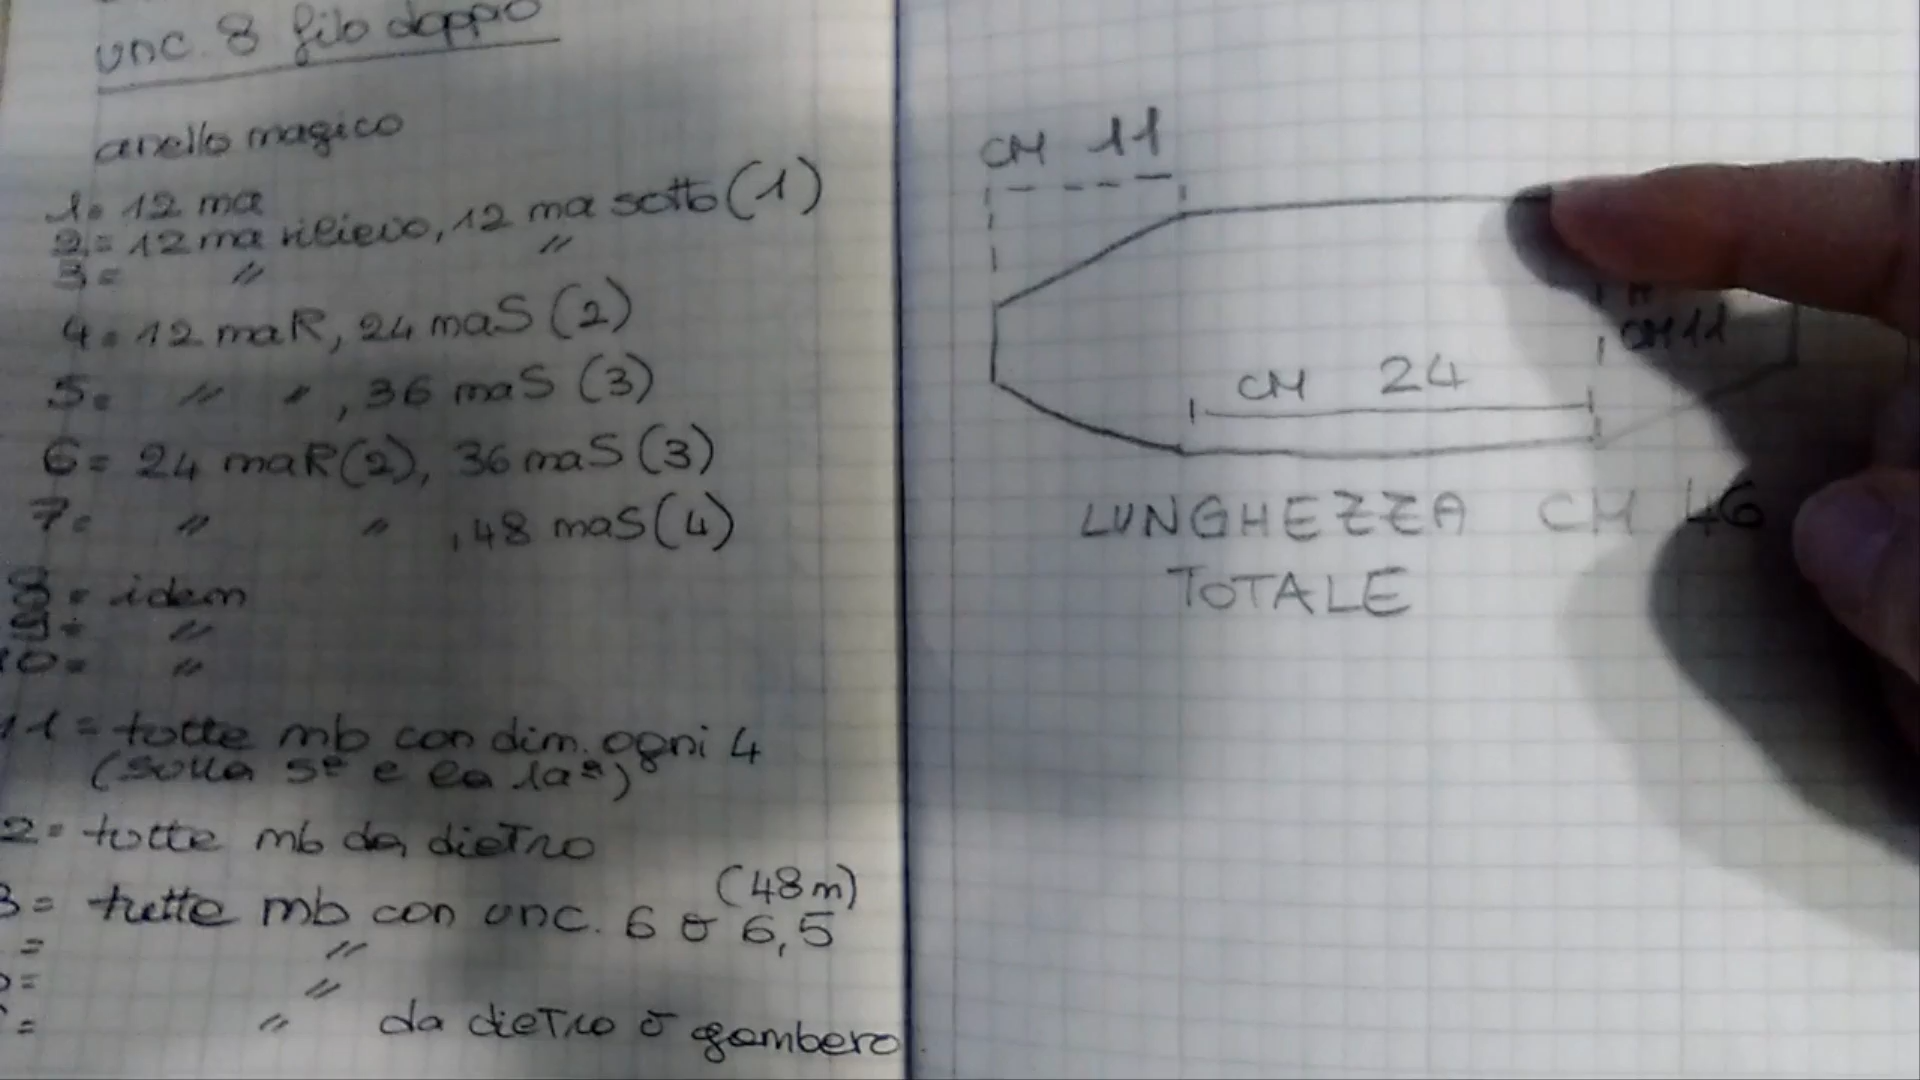 unc. 8 filo doppio
anello magico
1= 12 ma
2= 12 ma rilievo, 12 ma sotto (1)
3= " "
4= 12 maR, 24 maS (2)
5= " " , 36 maS (3)
6= 24 maR(2), 36 maS (3)
7= " " , 48 maS (4)
8= idem
9= "
10= "
11= tutte mb con dim. ogni 4
(sulla 5ª e la 1aª)
2= tutte mb da dietro
(48 m)
3= tutte mb con unc. 6 o 6,5
= "
= "
= " da dietro o gambero
CM 11
CM 11
CM 24
LUNGHEZZA CM 46
TOTALE